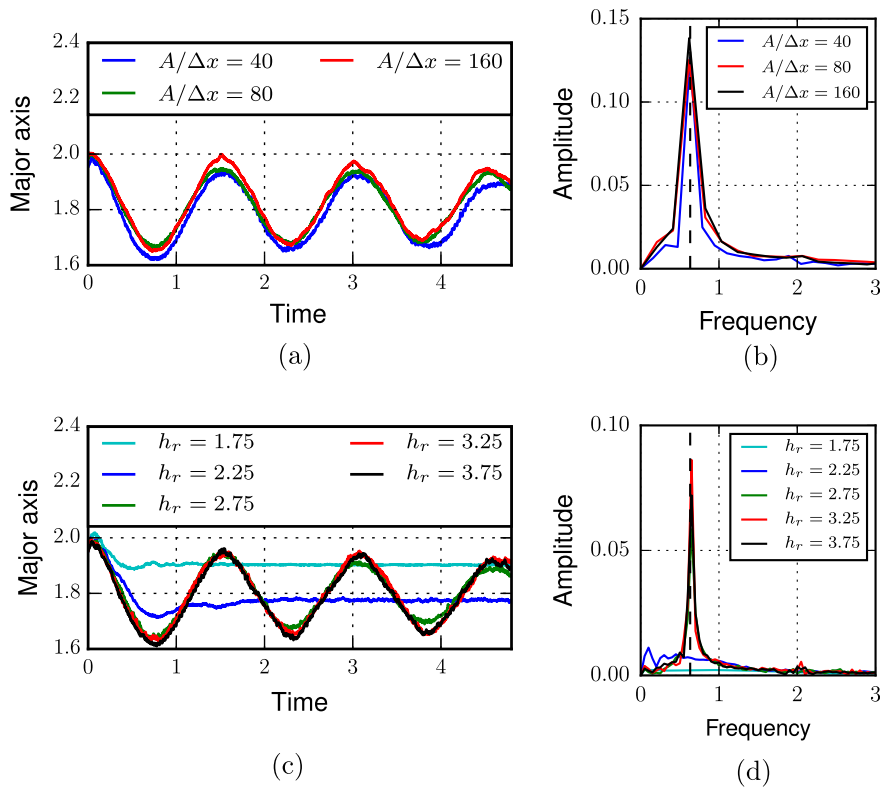 2.4
2.2
2.0
1.8
1.6
Major axis
A/Δx = 40
A/Δx = 80
A/Δx = 160
0 1 2 3 4
Time
(a)
0.15
0.10
0.05
0.00
Amplitude
A/Δx = 40
A/Δx = 80
A/Δx = 160
0 1 2 3
Frequency
(b)
2.4
2.2
2.0
1.8
1.6
Major axis
h_r = 1.75
h_r = 2.25
h_r = 2.75
h_r = 3.25
h_r = 3.75
0 1 2 3 4
Time
(c)
0.10
0.05
0.00
Amplitude
h_r = 1.75
h_r = 2.25
h_r = 2.75
h_r = 3.25
h_r = 3.75
0 1 2 3
Frequency
(d)